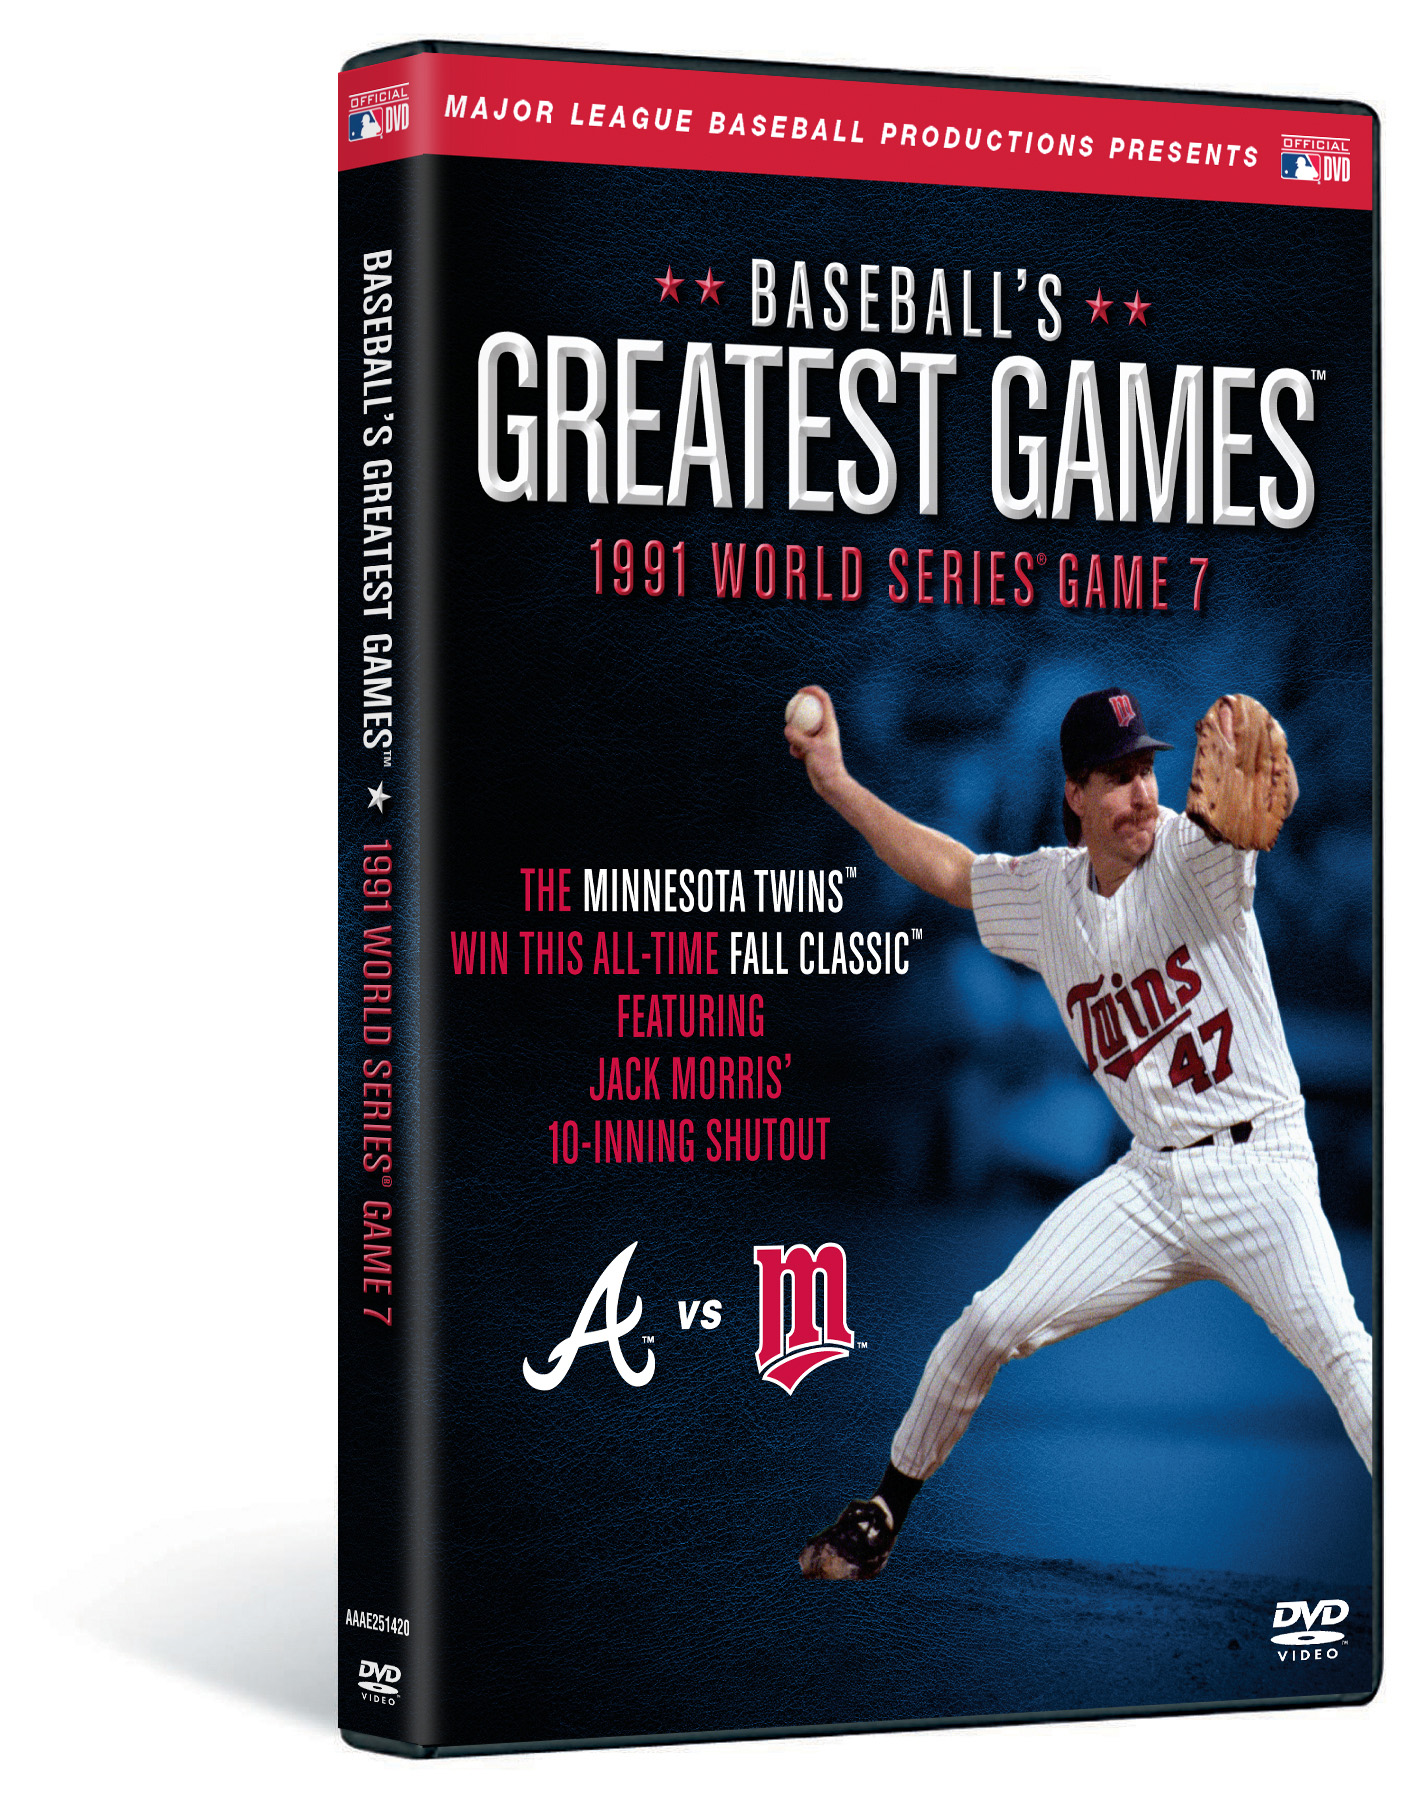 OFFICIAL
DVD
BASEBALL'S GREATEST GAMES™ ★ 1991 WORLD SERIES® GAME 7
AAAE251420
DVD
VIDEO
MAJOR LEAGUE BASEBALL PRODUCTIONS PRESENTS
OFFICIAL
DVD
★★ BASEBALL'S ★★
GREATEST GAMES™
1991 WORLD SERIES® GAME 7
THE MINNESOTA TWINS™
WIN THIS ALL-TIME FALL CLASSIC™
FEATURING
JACK MORRIS'
10-INNING SHUTOUT
A™ vs M™
M
Twins
47
DVD™
VIDEO